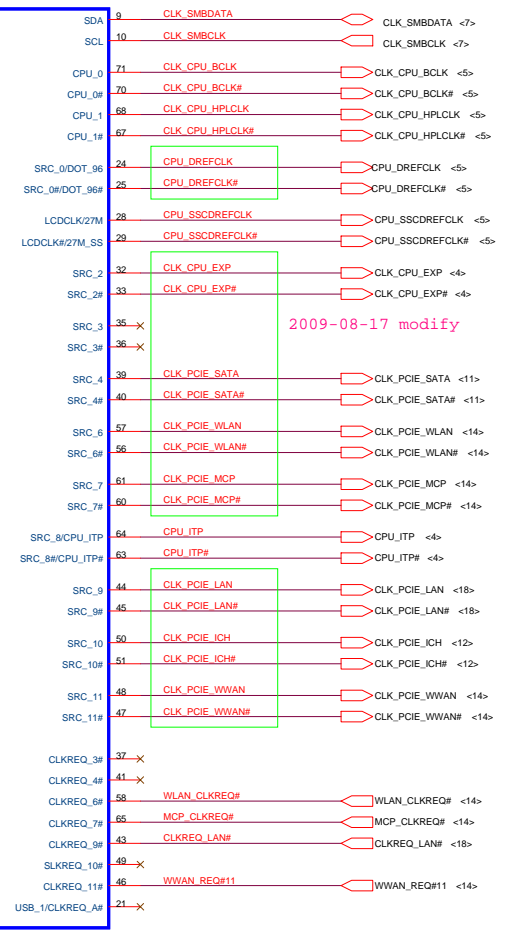 SDA 9 CLK_SMBDATA CLK_SMBDATA <7>
SCL 10 CLK_SMBCLK CLK_SMBCLK <7>
CPU_0 71 CLK_CPU_BCLK CLK_CPU_BCLK <5>
CPU_0# 70 CLK_CPU_BCLK# CLK_CPU_BCLK# <5>
CPU_1 68 CLK_CPU_HPLCLK CLK_CPU_HPLCLK <5>
CPU_1# 67 CLK_CPU_HPLCLK# CLK_CPU_HPLCLK# <5>
SRC_0/DOT_96 24 CPU_DREFCLK CPU_DREFCLK <5>
SRC_0#/DOT_96# 25 CPU_DREFCLK# CPU_DREFCLK# <5>
LCDCLK/27M 28 CPU_SSCDREFCLK CPU_SSCDREFCLK <5>
LCDCLK#/27M_SS 29 CPU_SSCDREFCLK# CPU_SSCDREFCLK# <5>
SRC_2 32 CLK_CPU_EXP CLK_CPU_EXP <4>
SRC_2# 33 CLK_CPU_EXP# CLK_CPU_EXP# <4>
SRC_3 35 2009-08-17 modify
SRC_3# 36
SRC_4 39 CLK_PCIE_SATA CLK_PCIE_SATA <11>
SRC_4# 40 CLK_PCIE_SATA# CLK_PCIE_SATA# <11>
SRC_6 57 CLK_PCIE_WLAN CLK_PCIE_WLAN <14>
SRC_6# 56 CLK_PCIE_WLAN# CLK_PCIE_WLAN# <14>
SRC_7 61 CLK_PCIE_MCP CLK_PCIE_MCP <14>
SRC_7# 60 CLK_PCIE_MCP# CLK_PCIE_MCP# <14>
SRC_8/CPU_ITP 64 CPU_ITP CPU_ITP <4>
SRC_8#/CPU_ITP# 63 CPU_ITP# CPU_ITP# <4>
SRC_9 44 CLK_PCIE_LAN CLK_PCIE_LAN <18>
SRC_9# 45 CLK_PCIE_LAN# CLK_PCIE_LAN# <18>
SRC_10 50 CLK_PCIE_ICH CLK_PCIE_ICH <12>
SRC_10# 51 CLK_PCIE_ICH# CLK_PCIE_ICH# <12>
SRC_11 48 CLK_PCIE_WWAN CLK_PCIE_WWAN <14>
SRC_11# 47 CLK_PCIE_WWAN# CLK_PCIE_WWAN# <14>
CLKREQ_3# 37
CLKREQ_4# 41
CLKREQ_6# 58 WLAN_CLKREQ# WLAN_CLKREQ# <14>
CLKREQ_7# 65 MCP_CLKREQ# MCP_CLKREQ# <14>
CLKREQ_9# 43 CLKREQ_LAN# CLKREQ_LAN# <18>
SLKREQ_10# 49
CLKREQ_11# 46 WWAN_REQ#11 WWAN_REQ#11 <14>
USB_1/CLKREQ_A# 21